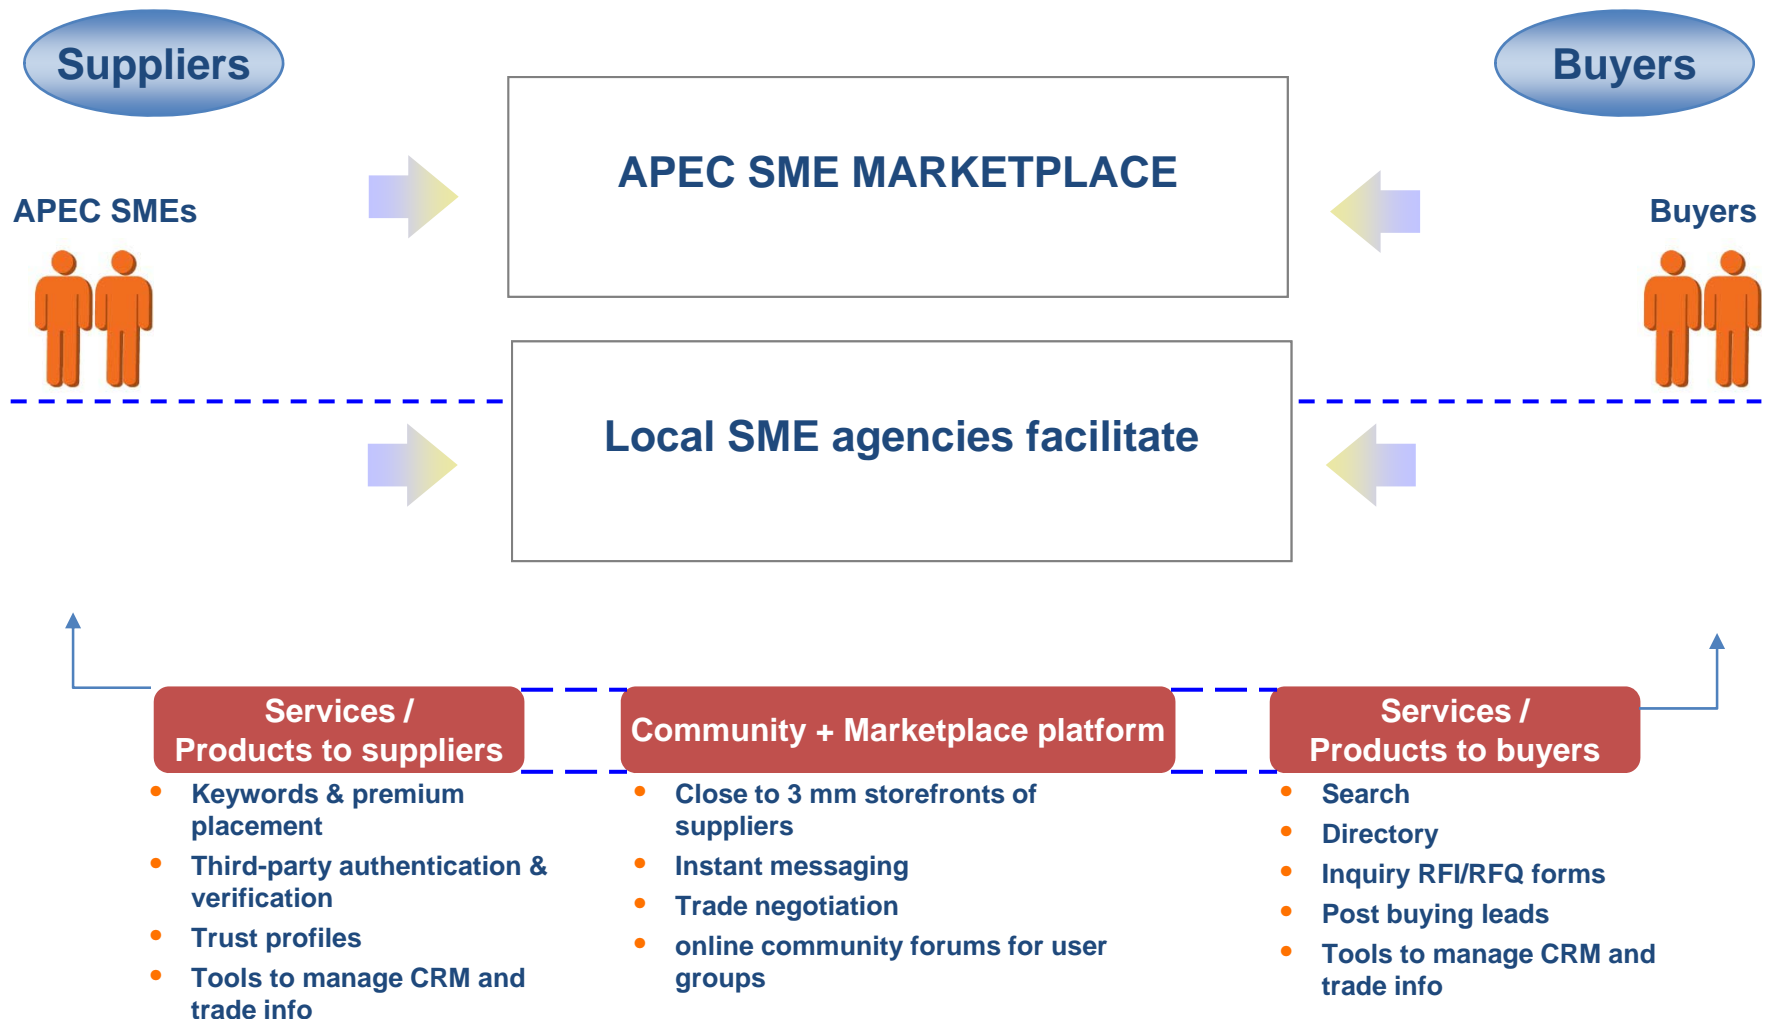 Suppliers
Buyers
APEC SME MARKETPLACE
APEC SMEs
Buyers
Local SME agencies facilitate
Services /
Products to suppliers
• Keywords & premium
placement
• Third-party authentication &
verification
• Trust profiles
• Tools to manage CRM and
trade info
Community + Marketplace platform
• Close to 3 mm storefronts of
suppliers
• Instant messaging
• Trade negotiation
• online community forums for user
groups
Services /
Products to buyers
• Search
• Directory
• Inquiry RFI/RFQ forms
• Post buying leads
• Tools to manage CRM and
trade info